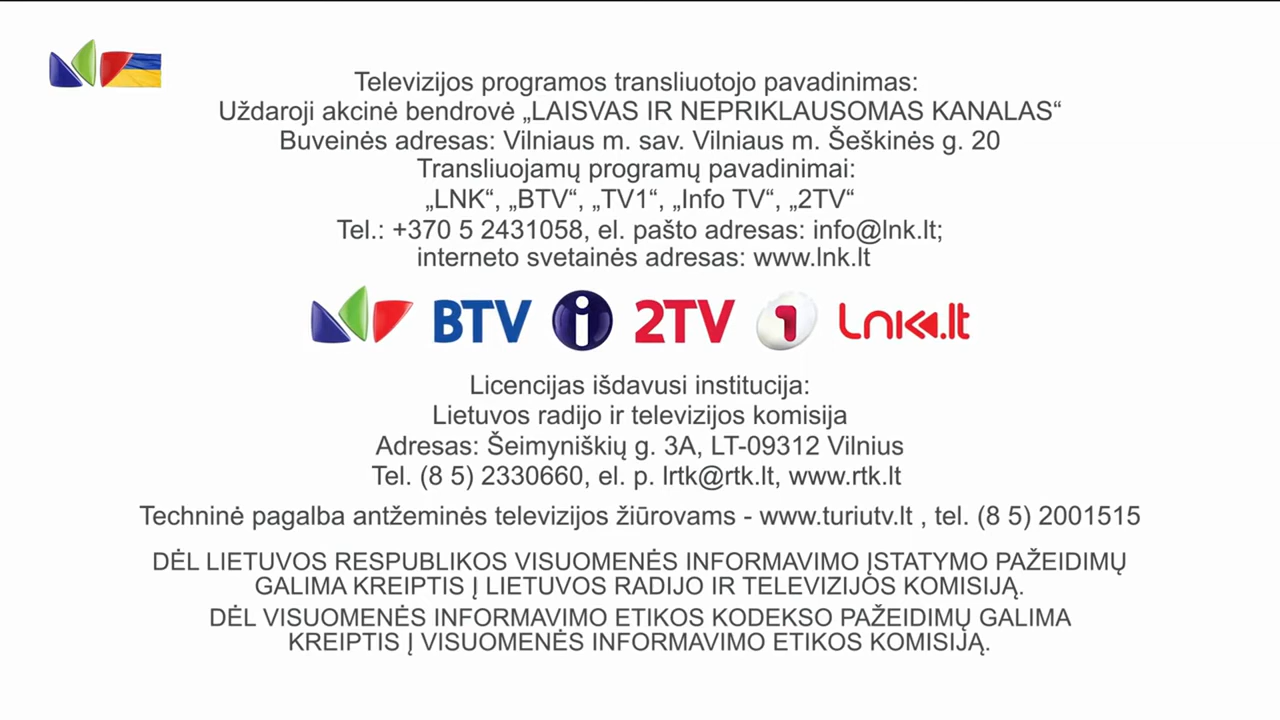 Televizijos programos transliuotojo pavadinimas:
Uždaroji akcinė bendrovė „LAISVAS IR NEPRIKLAUSOMAS KANALAS“
Buveinės adresas: Vilniaus m. sav. Vilniaus m. Šeškinės g. 20
Transliuojamų programų pavadinimai:
„LNK“, „BTV“, „TV1“, „Info TV“, „2TV“
Tel.: +370 5 2431058, el. pašto adresas: info@lnk.lt;
interneto svetainės adresas: www.lnk.lt
BTV i 2TV 1 lnk.lt
Licencijas išdavusi institucija:
Lietuvos radijo ir televizijos komisija
Adresas: Šeimyniškių g. 3A, LT-09312 Vilnius
Tel. (8 5) 2330660, el. p. lrtk@rtk.lt, www.rtk.lt
Techninė pagalba antžeminės televizijos žiūrovams - www.turiutv.lt , tel. (8 5) 2001515
DĖL LIETUVOS RESPUBLIKOS VISUOMENĖS INFORMAVIMO ĮSTATYMO PAŽEIDIMŲ
GALIMA KREIPTIS Į LIETUVOS RADIJO IR TELEVIZIJOS KOMISIJĄ.
DĖL VISUOMENĖS INFORMAVIMO ETIKOS KODEKSO PAŽEIDIMŲ GALIMA
KREIPTIS Į VISUOMENĖS INFORMAVIMO ETIKOS KOMISIJĄ.